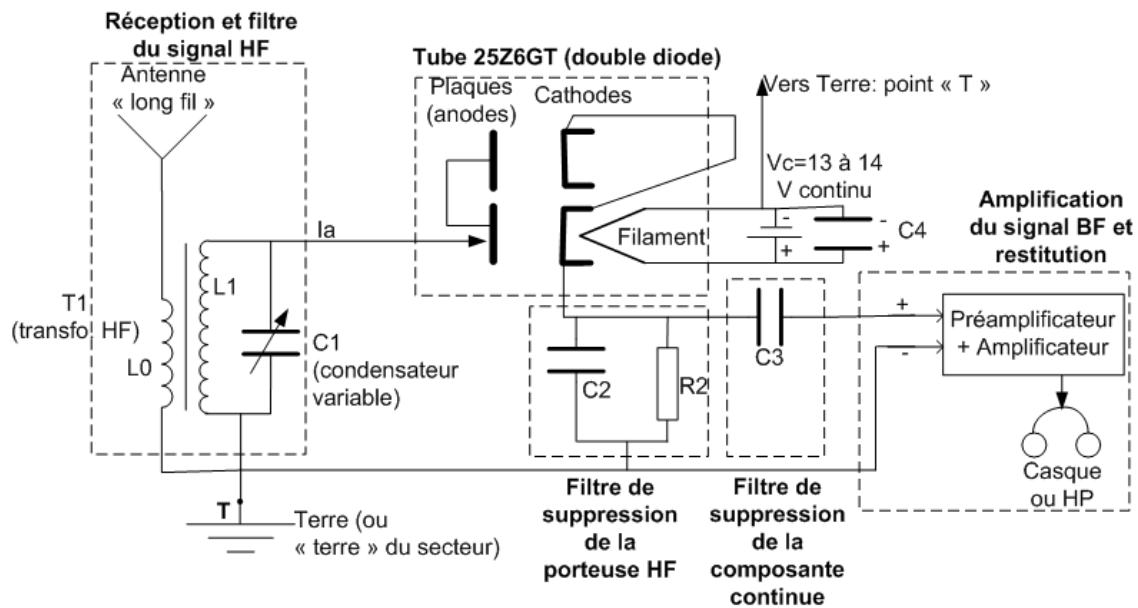 Réception et filtre
du signal HF
Antenne
« long fil »
T1
(transfo HF)
L0
L1
C1
(condensateur
variable)
Ia
T
Terre (ou
« terre » du secteur)
Tube 25Z6GT (double diode)
Plaques
(anodes)
Cathodes
Filament
Vers Terre: point « T »
Vc=13 à 14
V continu
-
+
-
+
C4
C2
R2
C3
Filtre de
suppression
de la
porteuse HF
Filtre de
suppression
de la
composante
continue
Amplification
du signal BF et
restitution
+
-
Préamplificateur
+ Amplificateur
Casque
ou HP